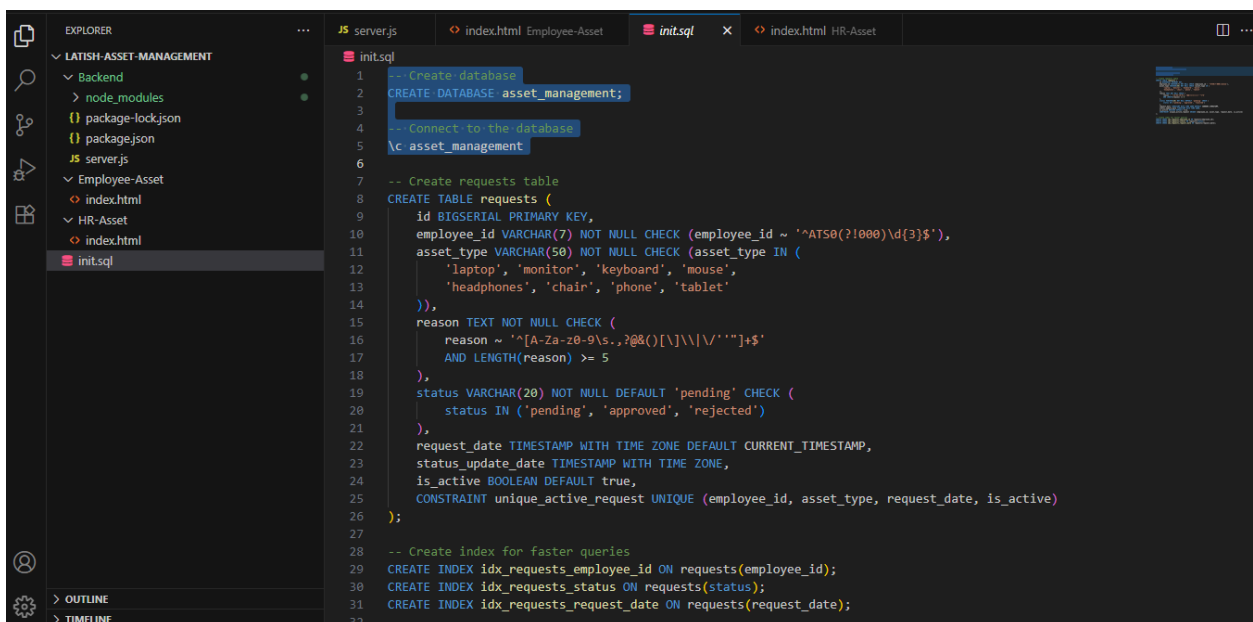 EXPLORER
LATISH-ASSET-MANAGEMENT
Backend
node_modules
package-lock.json
package.json
JS server.js
Employee-Asset
index.html
HR-Asset
index.html
init.sql
OUTLINE
TIMELINE
JS server.js
index.html Employee-Asset
init.sql
index.html HR-Asset
init.sql
1 -- Create database
2 CREATE DATABASE asset_management;
3
4 -- Connect to the database
5 \c asset_management
6
7 -- Create requests table
8 CREATE TABLE requests (
9 id BIGSERIAL PRIMARY KEY,
10 employee_id VARCHAR(7) NOT NULL CHECK (employee_id ~ '^ATS0(?!000)\d{3}$'),
11 asset_type VARCHAR(50) NOT NULL CHECK (asset_type IN (
12 'laptop', 'monitor', 'keyboard', 'mouse',
13 'headphones', 'chair', 'phone', 'tablet'
14 )),
15 reason TEXT NOT NULL CHECK (
16 reason ~ '^[A-Za-z0-9\s.,?@&()[\]\\|\/''"]+$'
17 AND LENGTH(reason) >= 5
18 ),
19 status VARCHAR(20) NOT NULL DEFAULT 'pending' CHECK (
20 status IN ('pending', 'approved', 'rejected')
21 ),
22 request_date TIMESTAMP WITH TIME ZONE DEFAULT CURRENT_TIMESTAMP,
23 status_update_date TIMESTAMP WITH TIME ZONE,
24 is_active BOOLEAN DEFAULT true,
25 CONSTRAINT unique_active_request UNIQUE (employee_id, asset_type, request_date, is_active)
26 );
27
28 -- Create index for faster queries
29 CREATE INDEX idx_requests_employee_id ON requests(employee_id);
30 CREATE INDEX idx_requests_status ON requests(status);
31 CREATE INDEX idx_requests_request_date ON requests(request_date);
32